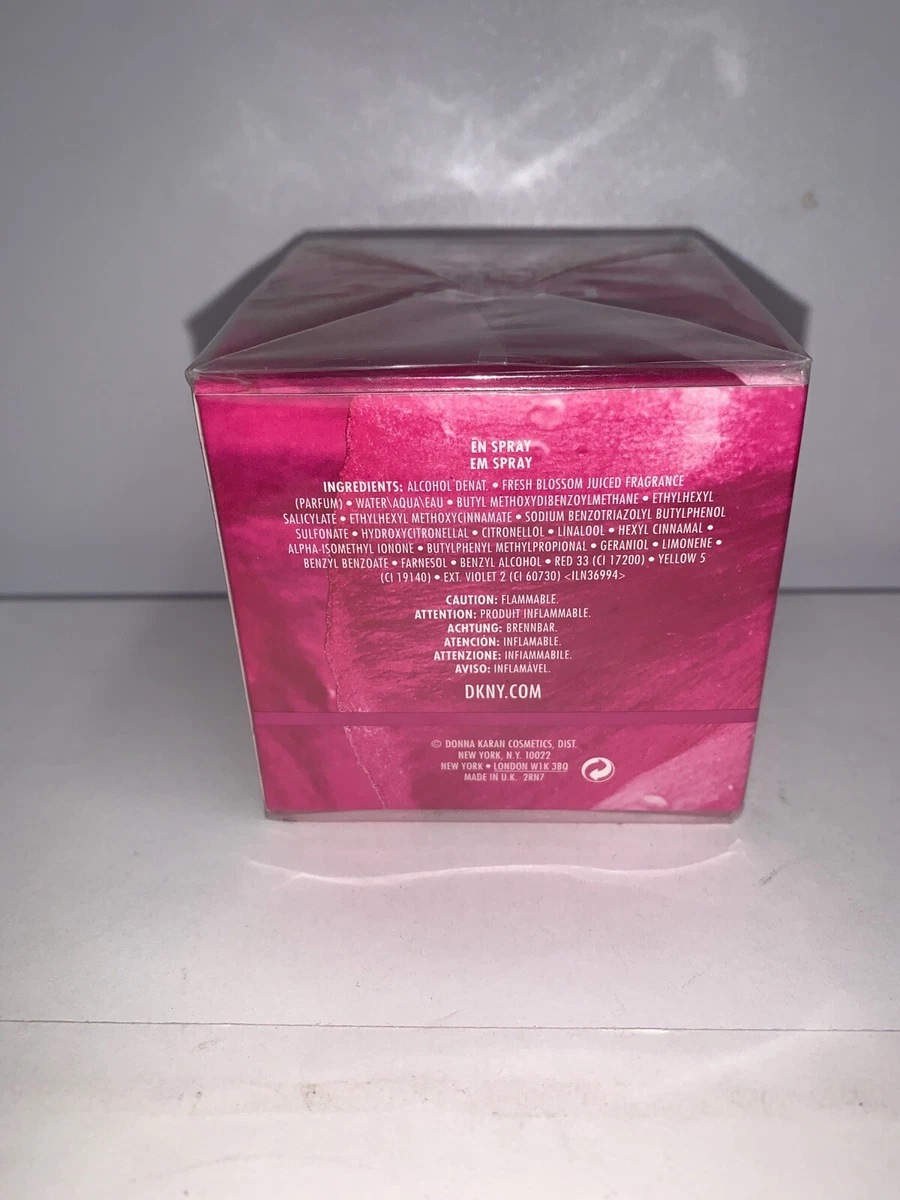 EN SPRAY
EM SPRAY
INGREDIENTS: ALCOHOL DENAT. • FRESH BLOSSOM JUICED FRAGRANCE
(PARFUM) • WATER\AQUA\EAU • BUTYL METHOXYDIBENZOYLMETHANE • ETHYLHEXYL
SALICYLATE • ETHYLHEXYL METHOXYCINNAMATE • SODIUM BENZOTRIAZOLYL BUTYLPHENOL
SULFONATE • HYDROXYCITRONELLAL • CITRONELLOL • LINALOOL • HEXYL CINNAMAL •
ALPHA-ISOMETHYL IONONE • BUTYLPHENYL METHYLPROPIONAL • GERANIOL • LIMONENE •
BENZYL BENZOATE • FARNESOL • BENZYL ALCOHOL • RED 33 (CI 17200) • YELLOW 5
(CI 19140) • EXT. VIOLET 2 (CI 60730) <ILN36994>
CAUTION: FLAMMABLE.
ATTENTION: PRODUIT INFLAMMABLE.
ACHTUNG: BRENNBAR.
ATENCIÓN: INFLAMABLE.
ATTENZIONE: INFIAMMABILE.
AVISO: INFLAMÁVEL.
DKNY.COM
© DONNA KARAN COSMETICS, DIST.
NEW YORK, N.Y. 10022
NEW YORK • LONDON W1K 3BQ
MADE IN U.K. 2RN7